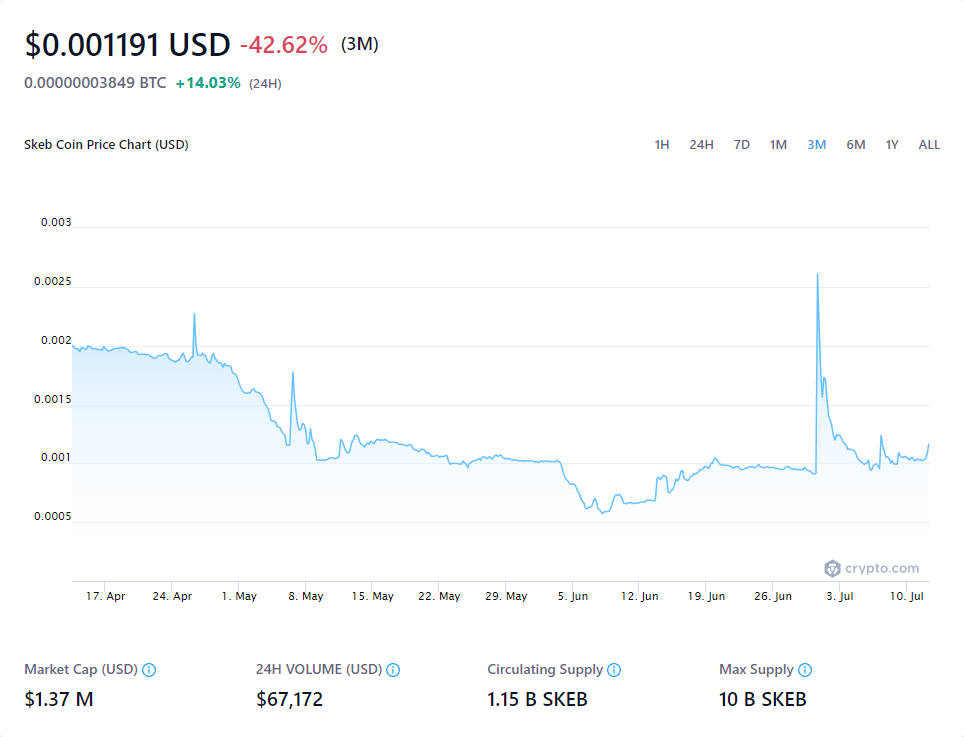 $0.001191 USD -42.62% (3M)
0.00000003849 BTC +14.03% (24H)
Skeb Coin Price Chart (USD) 1H 24H 7D 1M 3M 6M 1Y ALL
0.003
0.0025
0.002
0.0015
0.001
0.0005
crypto.com
17. Apr 24. Apr 1. May 8. May 15. May 22. May 29. May 5. Jun 12. Jun 19. Jun 26. Jun 3. Jul 10. Jul
Market Cap (USD) 24H VOLUME (USD) Circulating Supply Max Supply
$1.37 M $67,172 1.15 B SKEB 10 B SKEB